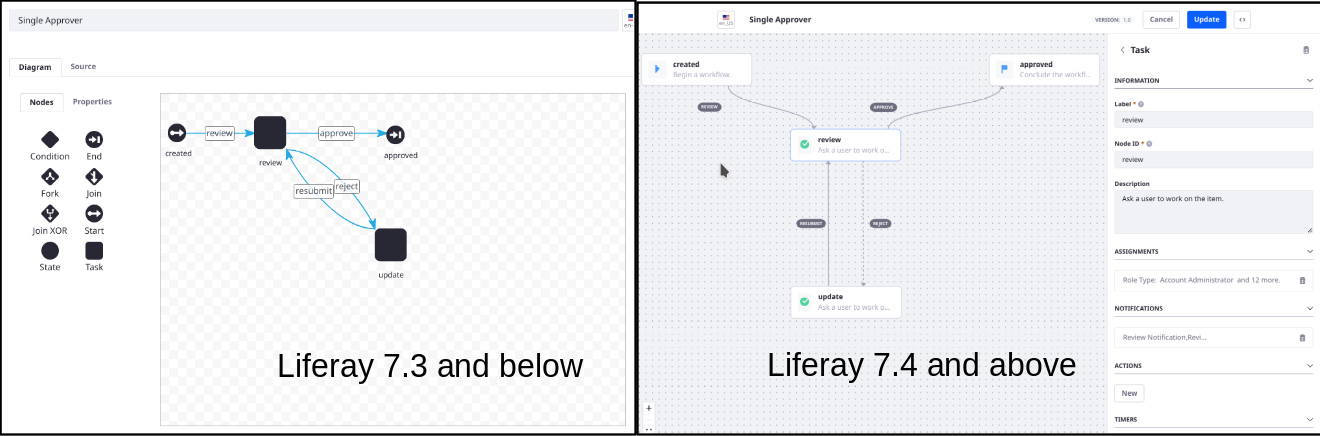 Single Approver
en-
Diagram
Source
Nodes
Properties
Condition
End
Fork
Join
Join XOR
Start
State
Task
created
review
review
approve
approved
resubmit
reject
update
Liferay 7.3 and below
en_US
Single Approver
VERSION: 1.0
Cancel
Update
<>
created
Begin a workflow.
approved
Conclude the workfl...
REVIEW
APPROVE
review
Ask a user to work o...
RESUBMIT
REJECT
update
Ask a user to work o...
Liferay 7.4 and above
+
Task
INFORMATION
Label *
review
Node ID *
review
Description
Ask a user to work on the item.
ASSIGNMENTS
Role Type: Account Administrator and 12 more.
NOTIFICATIONS
Review Notification,Revi...
ACTIONS
New
TIMERS